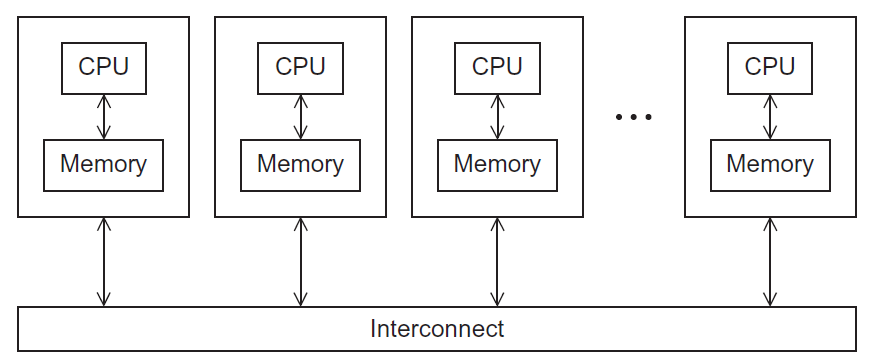 CPU CPU CPU ... CPU
Memory Memory Memory Memory
Interconnect